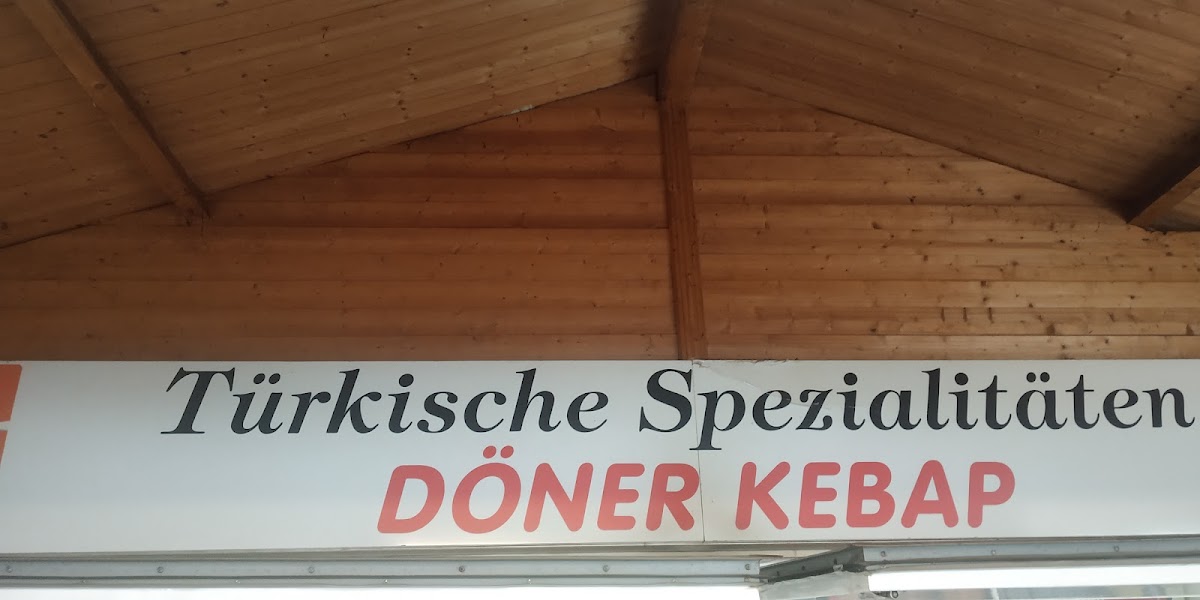 Türkische Spezialitäten
DÖNER KEBAP